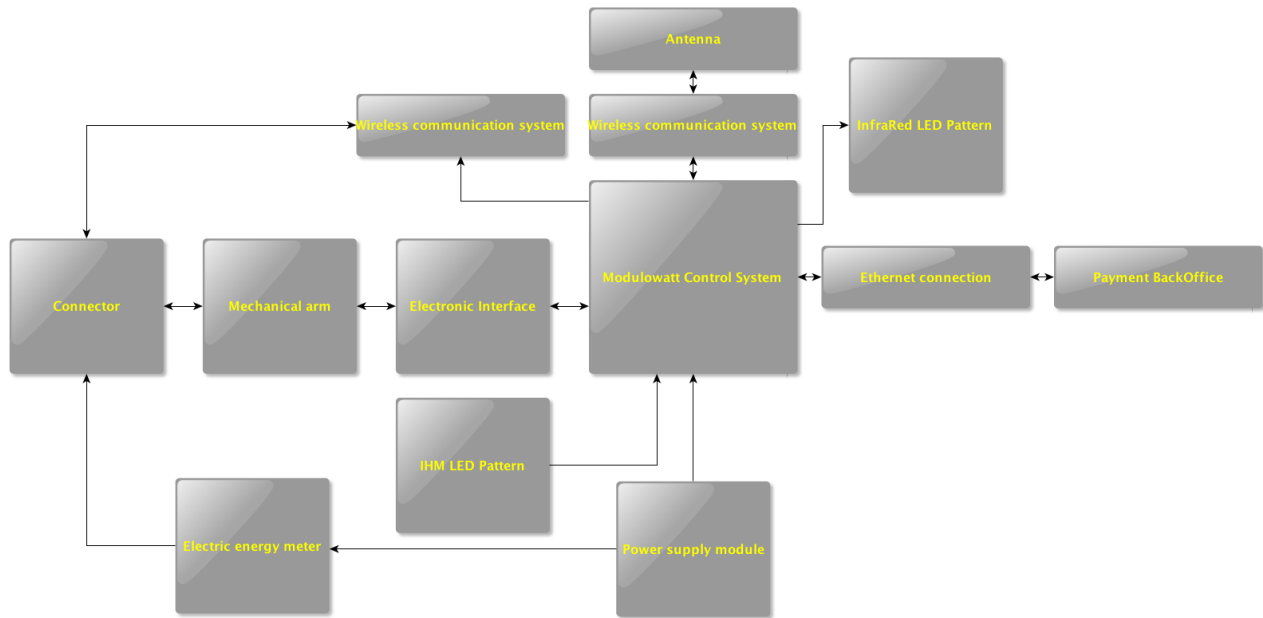 Antenna
Wireless communication system
Wireless communication system
InfraRed LED Pattern
Connector
Mechanical arm
Electronic Interface
Modulowatt Control System
Ethernet connection
Payment BackOffice
IHM LED Pattern
Electric energy meter
Power supply module